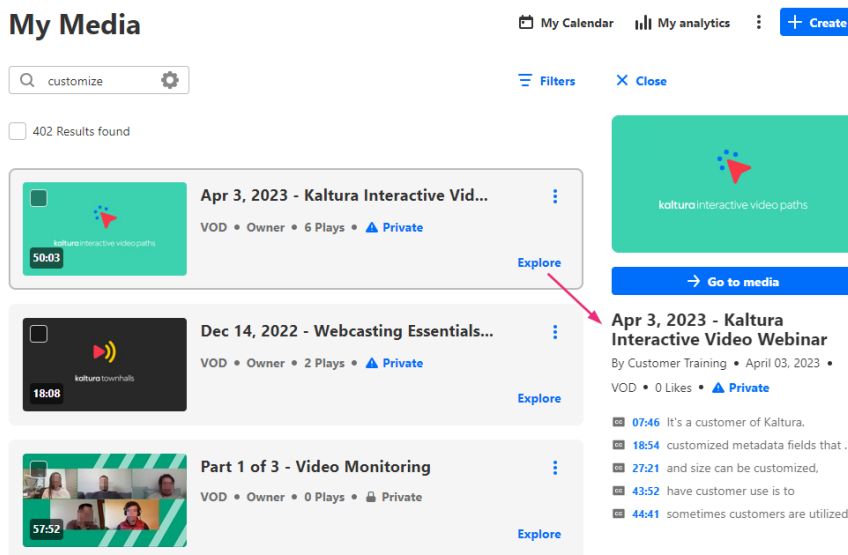 My Media
My Calendar
My analytics
Create
customize
Filters
Close
402 Results found
kaltura interactive video paths
50:03
Apr 3, 2023 - Kaltura Interactive Vid...
VOD • Owner • 6 Plays • Private
Explore
kaltura townhalls
18:08
Dec 14, 2022 - Webcasting Essentials...
VOD • Owner • 2 Plays • Private
Explore
57:52
Part 1 of 3 - Video Monitoring
VOD • Owner • 0 Plays • Private
Explore
kaltura interactive video paths
Go to media
Apr 3, 2023 - Kaltura
Interactive Video Webinar
By Customer Training • April 03, 2023 •
VOD • 0 Likes • Private
CC 07:46 It's a customer of Kaltura.
CC 18:54 customized metadata fields that .
CC 27:21 and size can be customized,
CC 43:52 have customer use is to
CC 44:41 sometimes customers are utilized